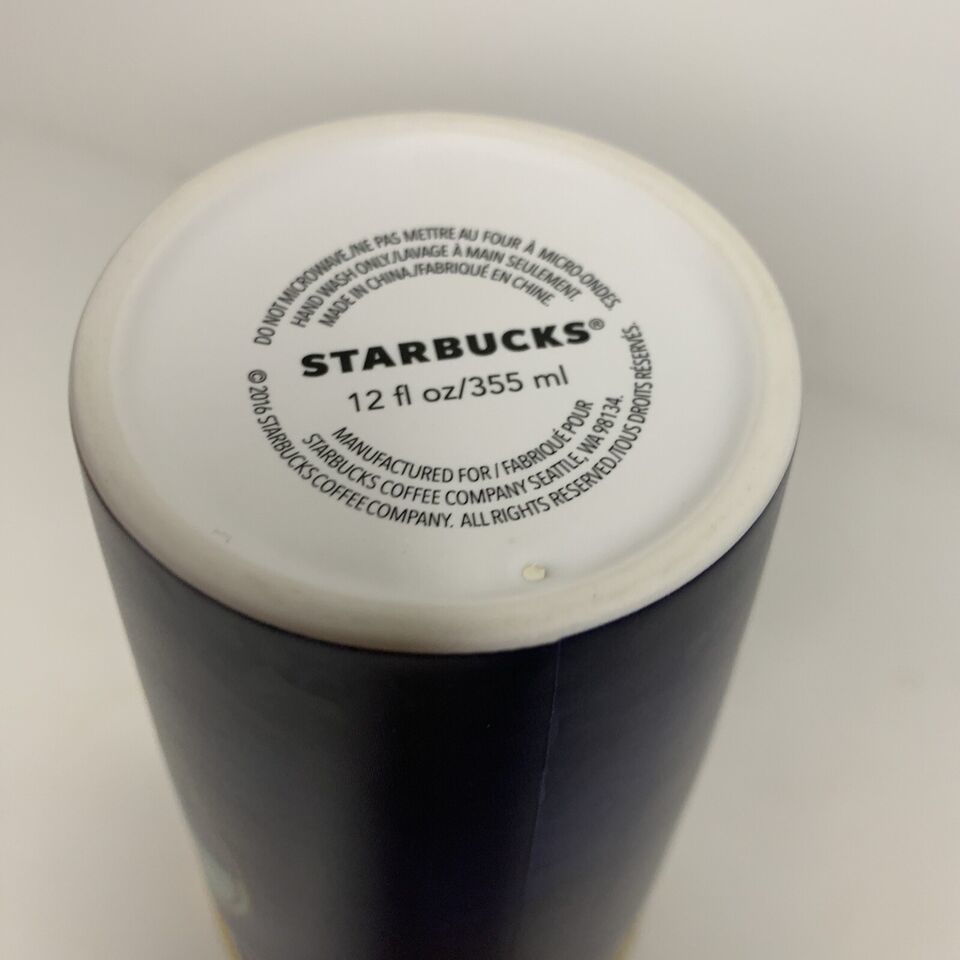 DO NOT MICROWAVE./NE PAS METTRE AU FOUR À MICRO-ONDES.
HAND WASH ONLY./LAVAGE À MAIN SEULEMENT.
MADE IN CHINA./FABRIQUÉ EN CHINE.
STARBUCKS®
12 fl oz/355 ml
MANUFACTURED FOR / FABRIQUÉ POUR
STARBUCKS COFFEE COMPANY SEATTLE, WA 98134.
© 2016 STARBUCKS COFFEE COMPANY. ALL RIGHTS RESERVED./TOUS DROITS RÉSERVÉS.